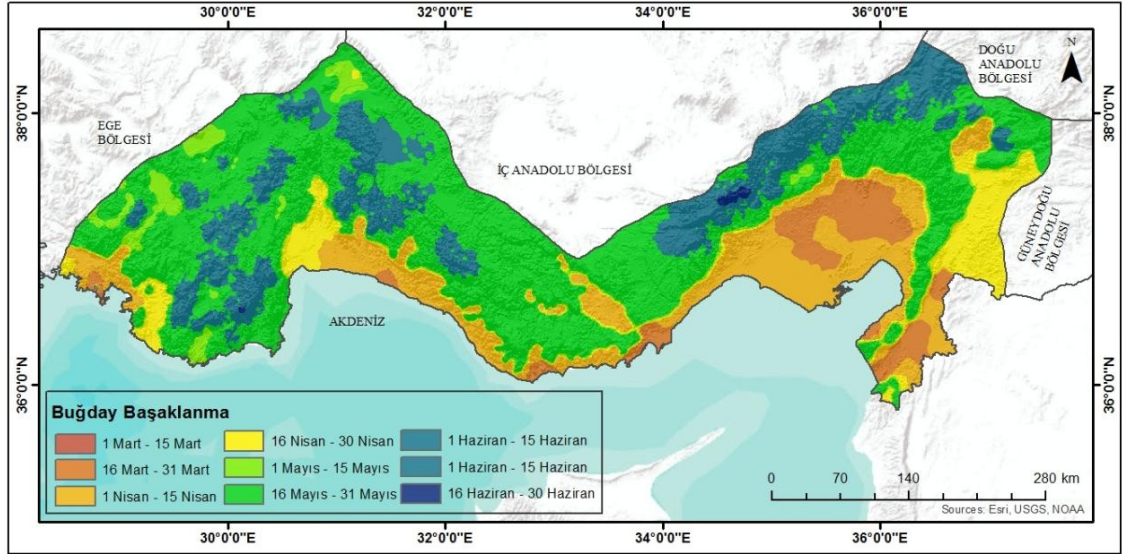 30°0'0"E 32°0'0"E 34°0'0"E 36°0'0"E
DOĞU
ANADOLU
BÖLGESİ
N
38°0'0"N
38°0'0"N
EGE
BÖLGESİ
İÇ ANADOLU BÖLGESİ
GÜNEYDOĞU
ANADOLU
BÖLGESİ
AKDENİZ
36°0'0"N
36°0'0"N
Buğday Başaklanma
1 Mart - 15 Mart
16 Mart - 31 Mart
1 Nisan - 15 Nisan
16 Nisan - 30 Nisan
1 Mayıs - 15 Mayıs
16 Mayıs - 31 Mayıs
1 Haziran - 15 Haziran
1 Haziran - 15 Haziran
16 Haziran - 30 Haziran
0 70 140 280 km
Sources: Esri, USGS, NOAA
30°0'0"E 32°0'0"E 34°0'0"E 36°0'0"E